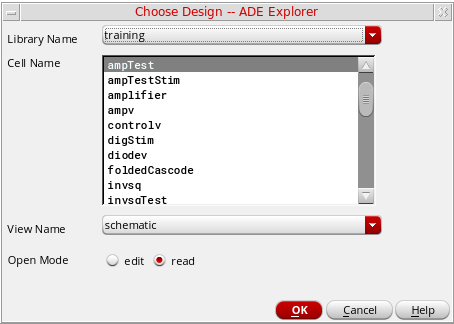 Choose Design -- ADE Explorer
Library Name training
Cell Name
ampTest
ampTestStim
amplifier
ampv
controlv
digStim
diodev
foldedCascode
invsq
invsqTest
View Name schematic
Open Mode edit read
OK Cancel Help